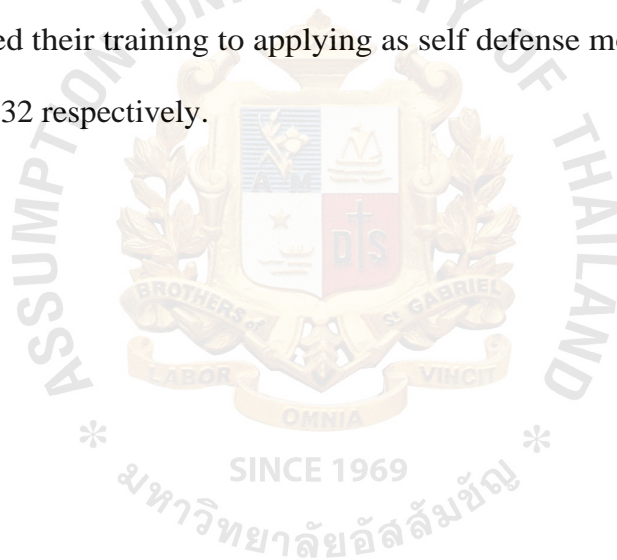 ed their training to applying as self defense m
32 respectively.
ASSUMPTION UNIVERSITY OF THAILAND
A M
D S
BROTHERS of St GABRIEL
LABOR OMNIA VINCIT
SINCE 1969
มหาวิทยาลัยอัสสัมชัญ